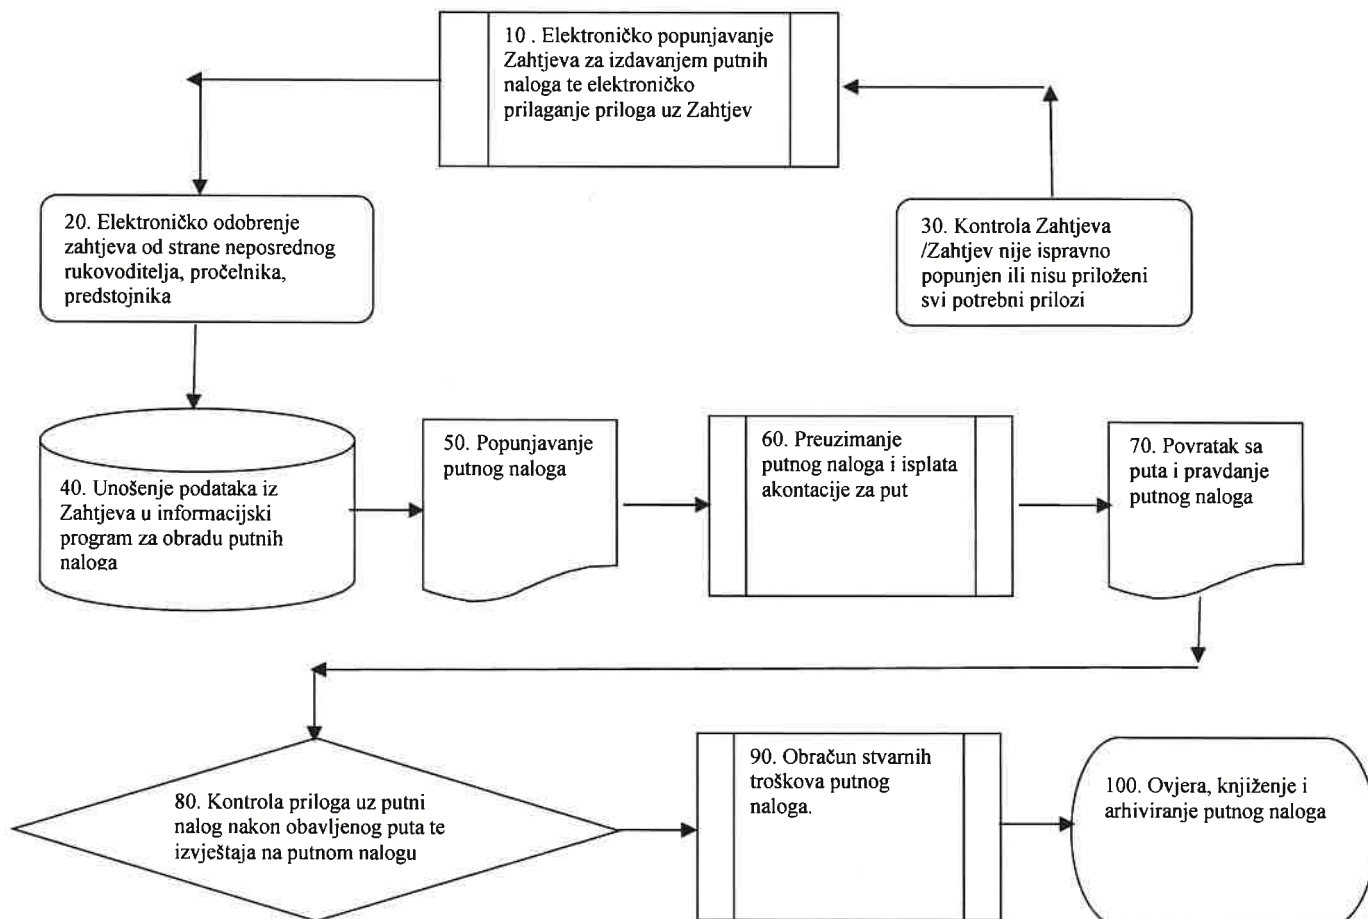 10 . Elektroničko popunjavanje
Zahtjeva za izdavanjem putnih
naloga te elektroničko
prilaganje priloga uz Zahtjev
20. Elektroničko odobrenje
zahtjeva od strane neposrednog
rukovoditelja, pročelnika,
predstojnika
30. Kontrola Zahtjeva
/Zahtjev nije ispravno
popunjen ili nisu priloženi
svi potrebni prilozi
40. Unošenje podataka iz
Zahtjeva u informacijski
program za obradu putnih
naloga
50. Popunjavanje
putnog naloga
60. Preuzimanje
putnog naloga i isplata
akontacije za put
70. Povratak sa
puta i pravdanje
putnog naloga
80. Kontrola priloga uz putni
nalog nakon obavljenog puta te
izvještaja na putnom nalogu
90. Obračun stvarnih
troškova putnog
naloga.
100. Ovjera, knjiženje i
arhiviranje putnog naloga